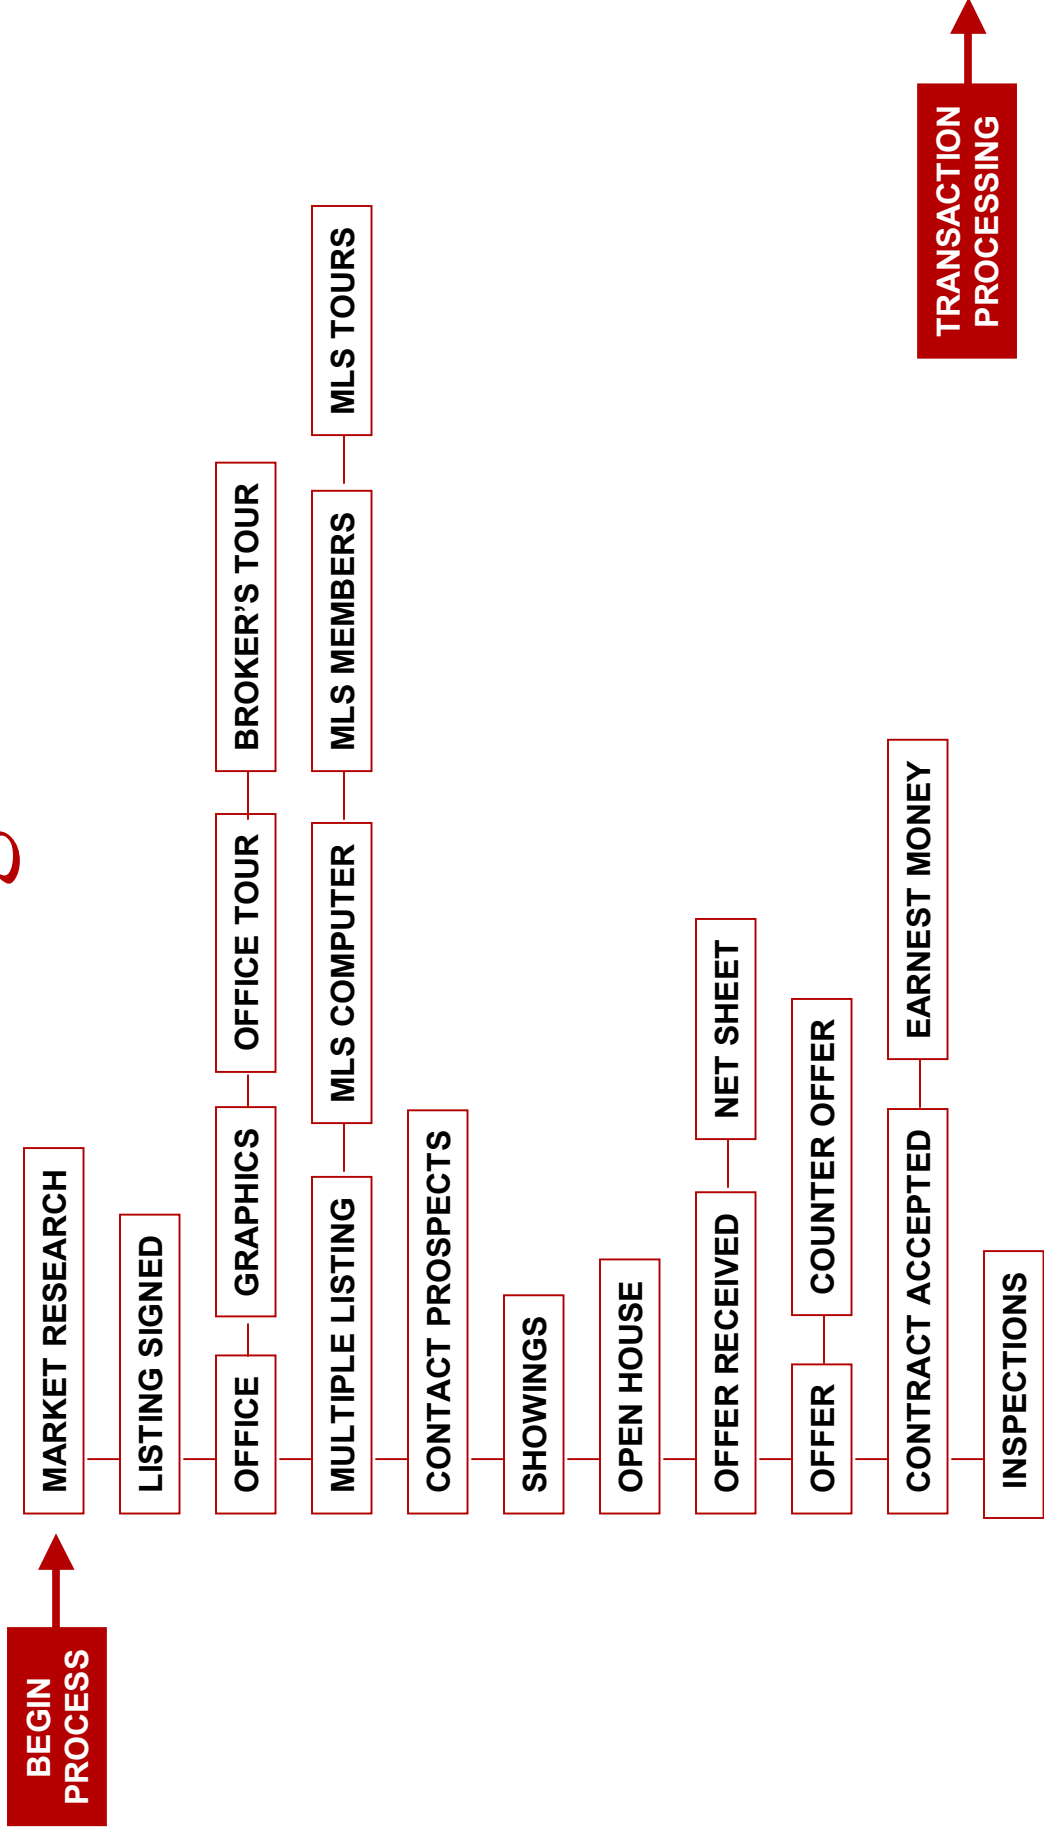 BEGIN
PROCESS
MARKET RESEARCH
LISTING SIGNED
OFFICE
GRAPHICS
OFFICE TOUR
BROKER’S TOUR
MULTIPLE LISTING
MLS COMPUTER
MLS MEMBERS
MLS TOURS
CONTACT PROSPECTS
SHOWINGS
OPEN HOUSE
OFFER RECEIVED
NET SHEET
OFFER
COUNTER OFFER
CONTRACT ACCEPTED
EARNEST MONEY
INSPECTIONS
TRANSACTION
PROCESSING